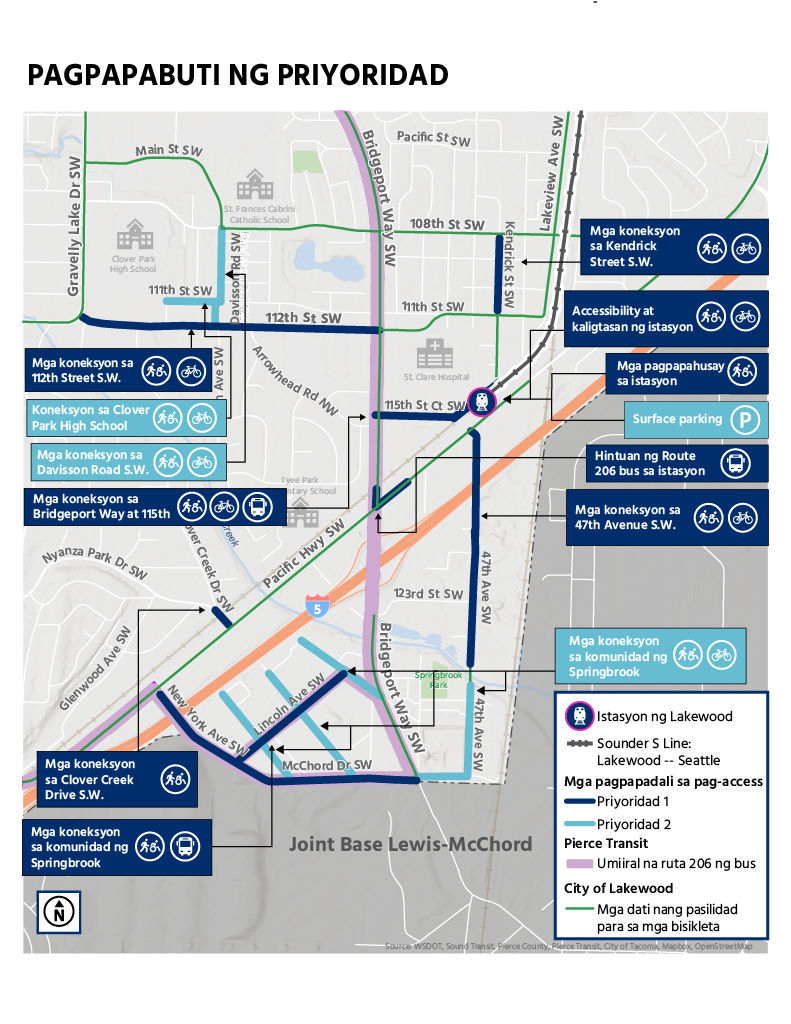 PAGPAPABUTI NG PRIYORIDAD
Main St SW
Pacific St SW
Bridgeport Way SW
Lakeview Ave SW
Gravelly Lake Dr SW
St. Frances Cabrini
Catholic School
Clover Park
High School
108th St SW
Kendrick St SW
Davisson Rd SW
111th St SW
112th St SW
111th St SW
Mga koneksyon
sa Kendrick
Street S.W.
Accessibility at
kaligtasan ng istasyon
Mga pagpapahusay
sa istasyon
Surface parking
P
Hintuan ng Route
206 bus sa istasyon
Mga koneksyon sa
47th Avenue S.W.
Mga koneksyon sa
112th Street S.W.
Koneksyon sa Clover
Park High School
Mga koneksyon sa
Davisson Road S.W.
Mga koneksyon sa
Bridgeport Way at 115th
Ave SW
Arrowhead Rd NW
St. Clare Hospital
115th St Ct SW
Tyee Park
entary School
Creek
over Creek Dr SW
Nyanza Park Dr SW
Pacific Hwy SW
Glenwood Ave SW
5
123rd St SW
47th Ave SW
Bridgeport Way SW
Springbrook
Park
Mga koneksyon
sa komunidad ng
Springbrook
New York Ave SW
Lincoln Ave SW
McChord Dr SW
47th Ave SW
Mga koneksyon
sa Clover Creek
Drive S.W.
Mga koneksyon
sa komunidad ng
Springbrook
Joint Base Lewis-McChord
N
Istasyon ng Lakewood
Sounder S Line:
Lakewood -- Seattle
Mga pagpapadali sa pag-access
Priyoridad 1
Priyoridad 2
Pierce Transit
Umiiral na ruta 206 ng bus
City of Lakewood
Mga dati nang pasilidad
para sa mga bisikleta
Source: WSDOT, Sound Transit, Pierce County, Pierce Transit, City of Tacoma, Mapbox, OpenStreetMap